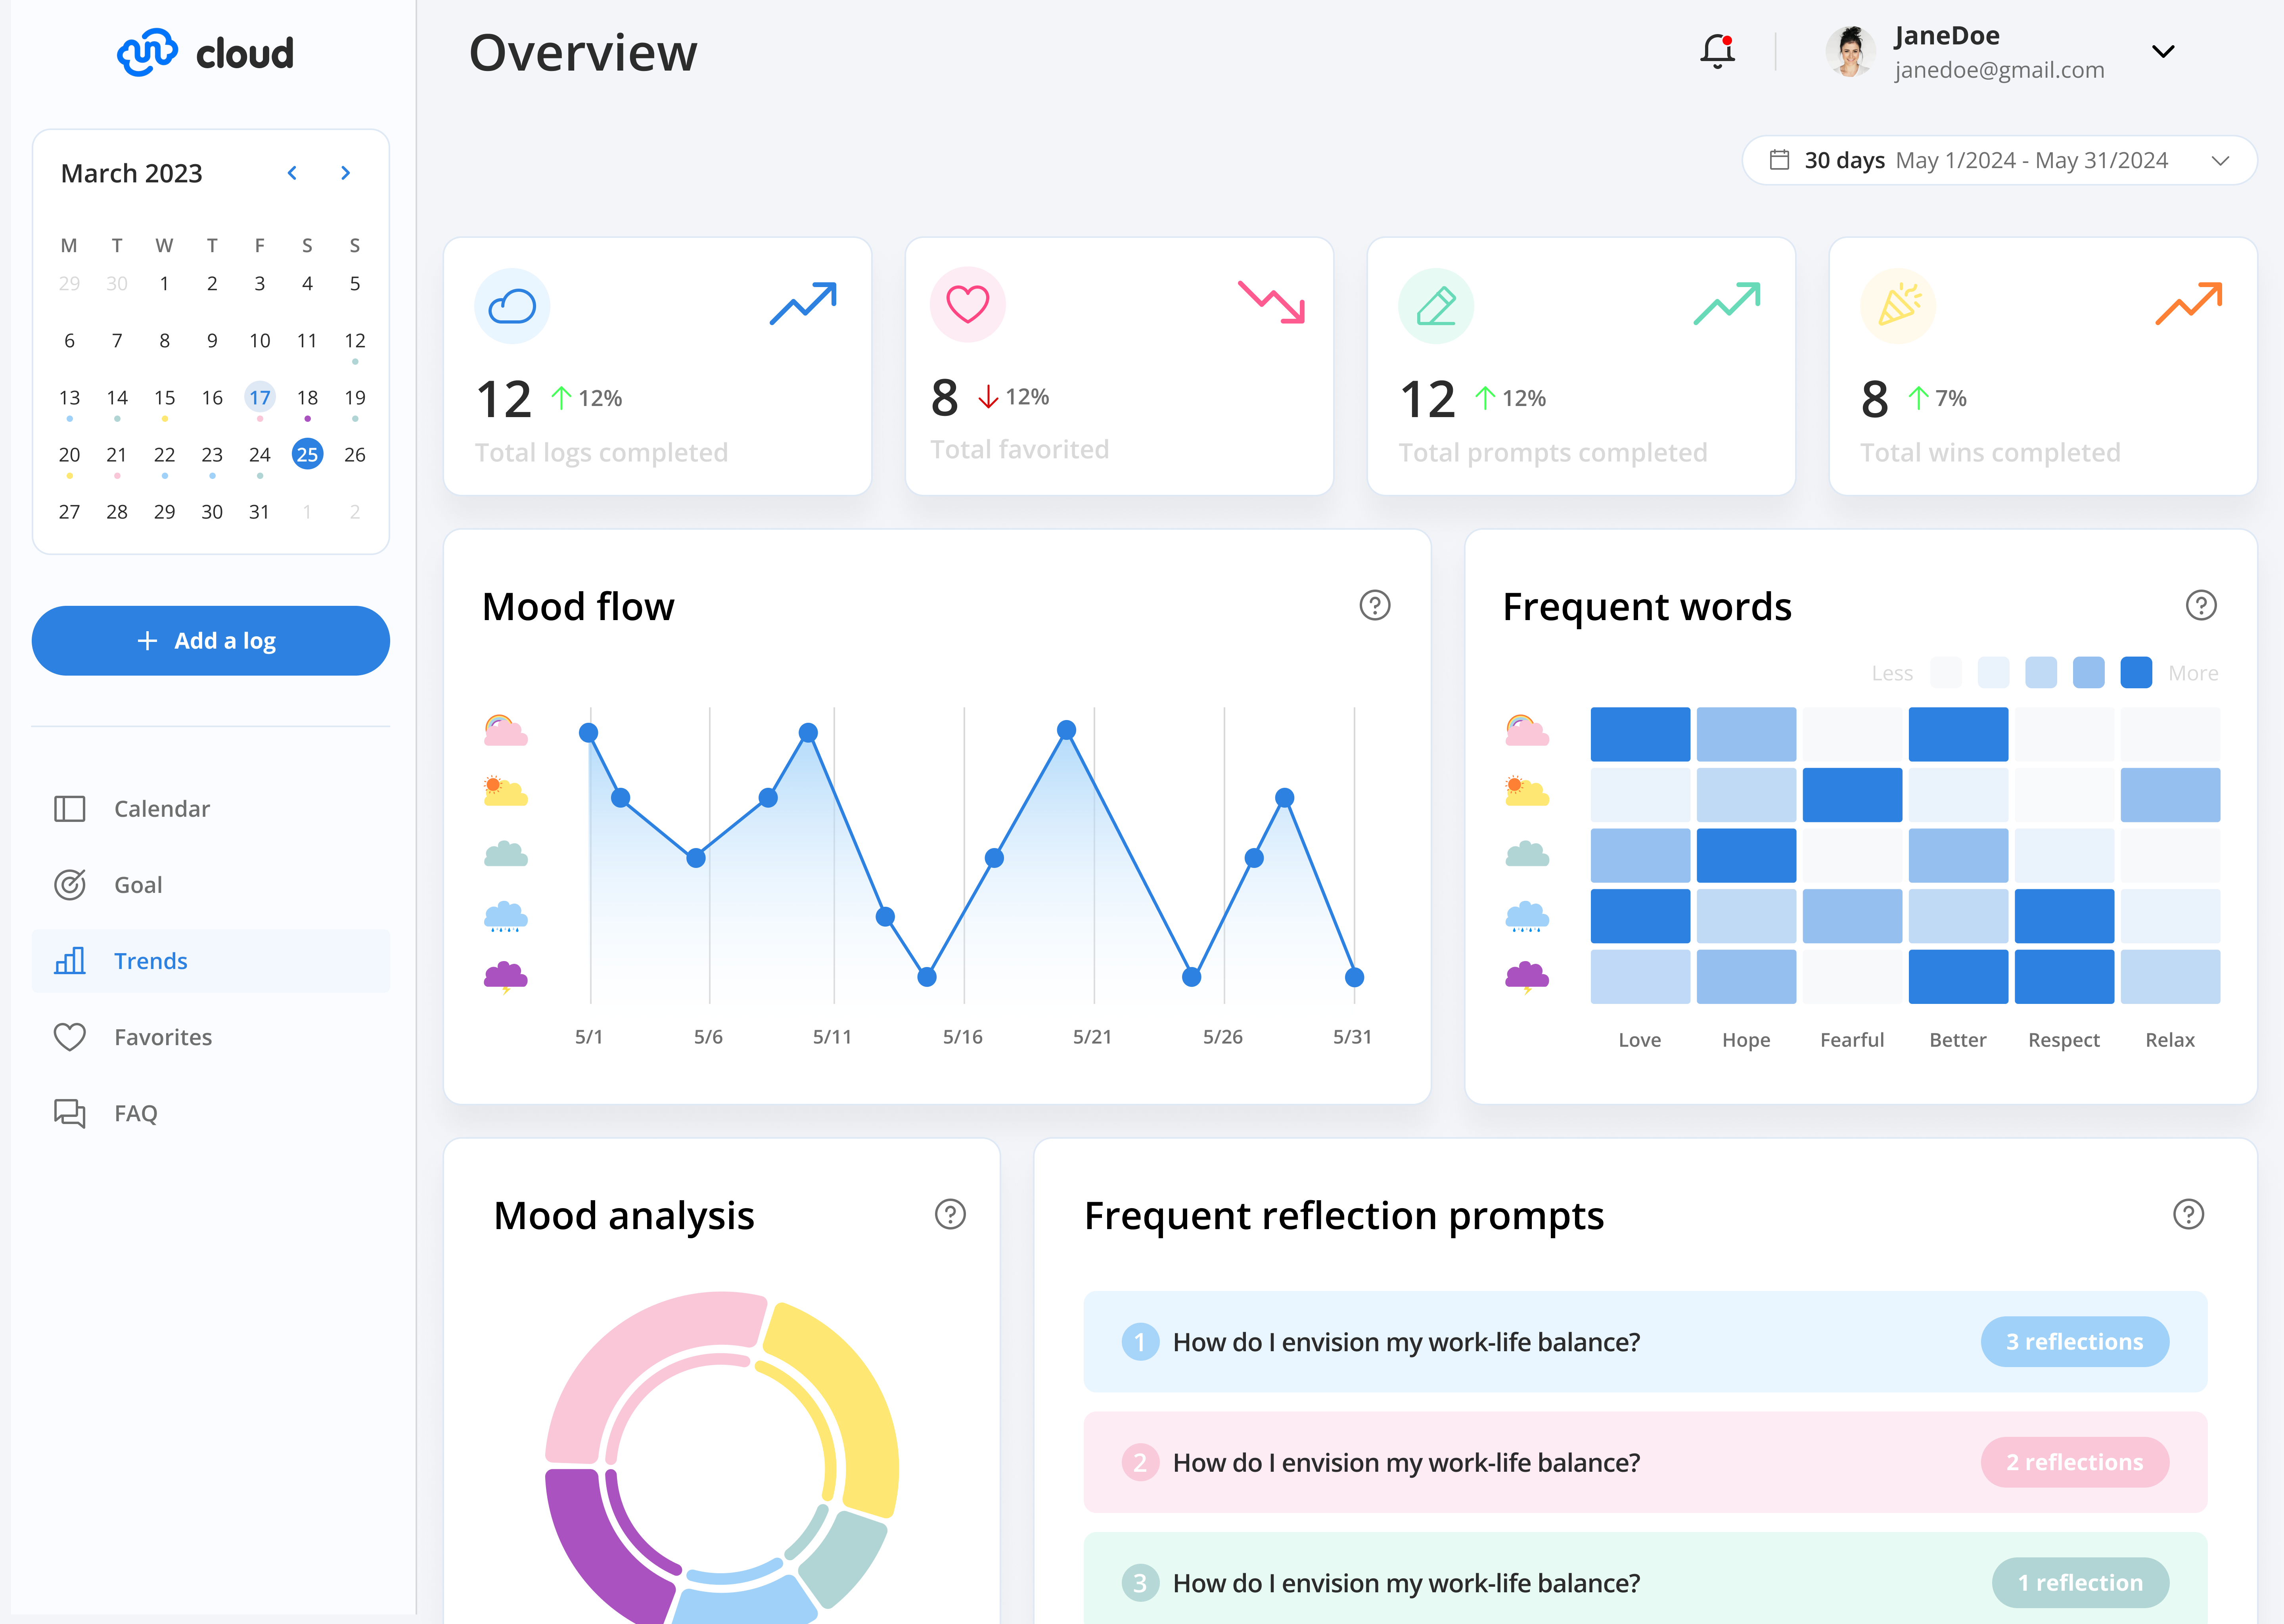 cloud
Overview
JaneDoe
janedoe@gmail.com
March 2023
M T W T F S S
29 30 1 2 3 4 5
6 7 8 9 10 11 12
13 14 15 16 17 18 19
20 21 22 23 24 25 26
27 28 29 30 31 1 2
+ Add a log
Calendar
Goal
Trends
Favorites
FAQ
30 days May 1/2024 - May 31/2024
12 12%
Total logs completed
8 12%
Total favorited
12 12%
Total prompts completed
8 7%
Total wins completed
Mood flow ?
5/1 5/6 5/11 5/16 5/21 5/26 5/31
Frequent words ?
Less More
Love Hope Fearful Better Respect Relax
Mood analysis ?
Frequent reflection prompts ?
1 How do I envision my work-life balance? 3 reflections
2 How do I envision my work-life balance? 2 reflections
3 How do I envision my work-life balance? 1 reflection